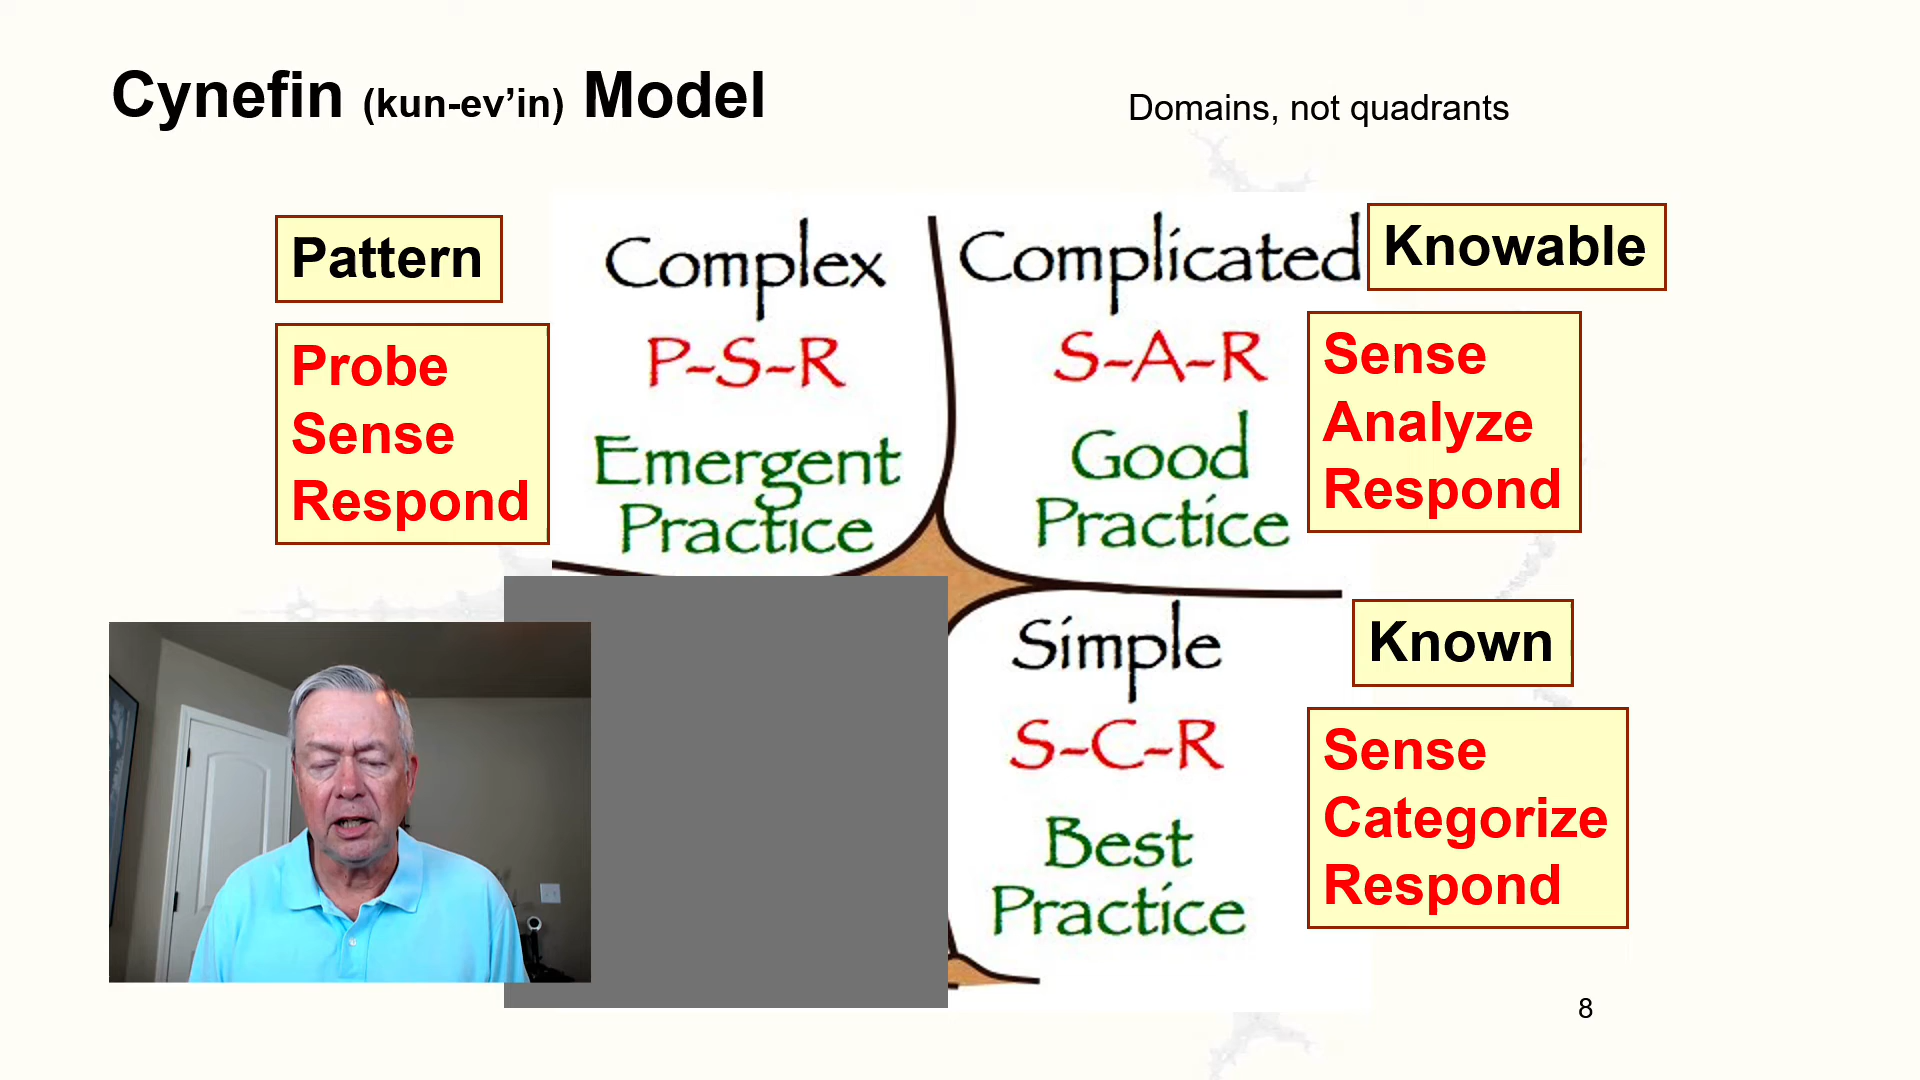 Cynefin (kun-ev’in) Model
Domains, not quadrants
Pattern
Probe
Sense
Respond
Complex
P-S-R
Emergent
Practice
Complicated
S-A-R
Good
Practice
Knowable
Sense
Analyze
Respond
Simple
S-C-R
Best
Practice
Known
Sense
Categorize
Respond
8